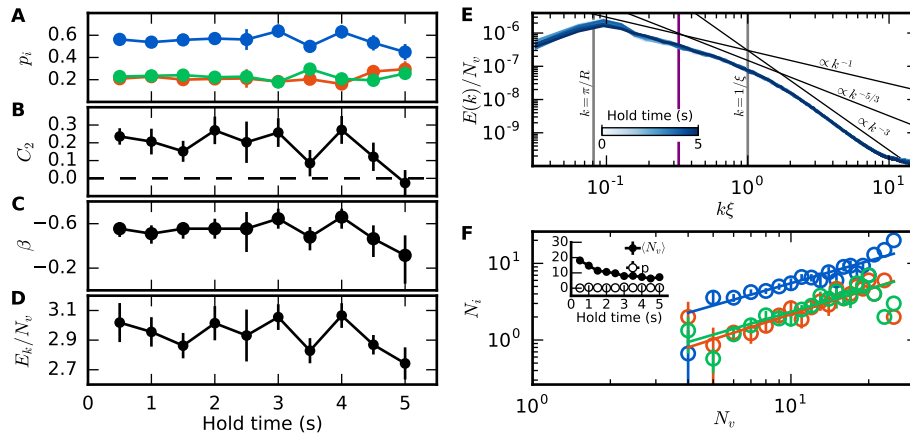 A
0.6
0.4
0.2
p_i
B
0.3
0.2
0.1
0.0
C_2
C
−0.6
−0.2
β
D
3.1
2.9
2.7
E_k/N_v
0 1 2 3 4 5
Hold time (s)
E
10^-6
10^-7
10^-8
10^-9
E(k)/N_v
k=π/R
k=1/ξ
∝k^-1
∝k^-5/3
∝k^-3
Hold time (s)
0 5
10^-1 10^0 10^1
kξ
F
10^1
10^0
N_i
30
20
10
0
⟨N_v⟩
p
0 1 2 3 4 5
Hold time (s)
10^0 10^1
N_v